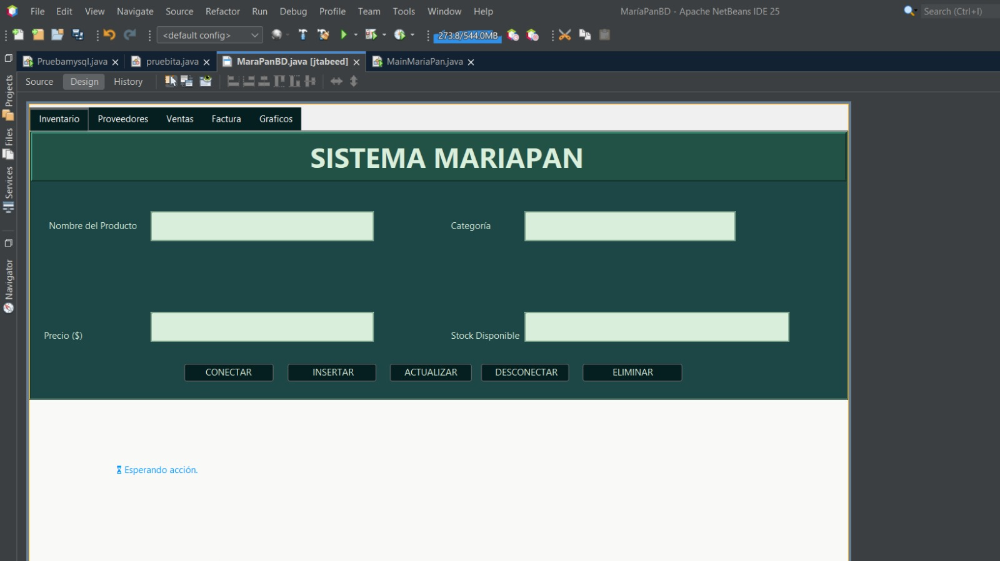 File Edit View Navigate Source Refactor Run Debug Profile Team Tools Window Help MaríaPanBD - Apache NetBeans IDE 25 Search (Ctrl+I)
<default config> 273.8/544.0MB
Pruebamysql.java pruebita.java MaraPanBD.java [jtabeed] MainMariaPan.java
Source Design History
Projects
Files
Services
Navigator
Inventario Proveedores Ventas Factura Graficos
SISTEMA MARIAPAN
Nombre del Producto Categoría
Precio ($) Stock Disponible
CONECTAR INSERTAR ACTUALIZAR DESCONECTAR ELIMINAR
⌛ Esperando acción.